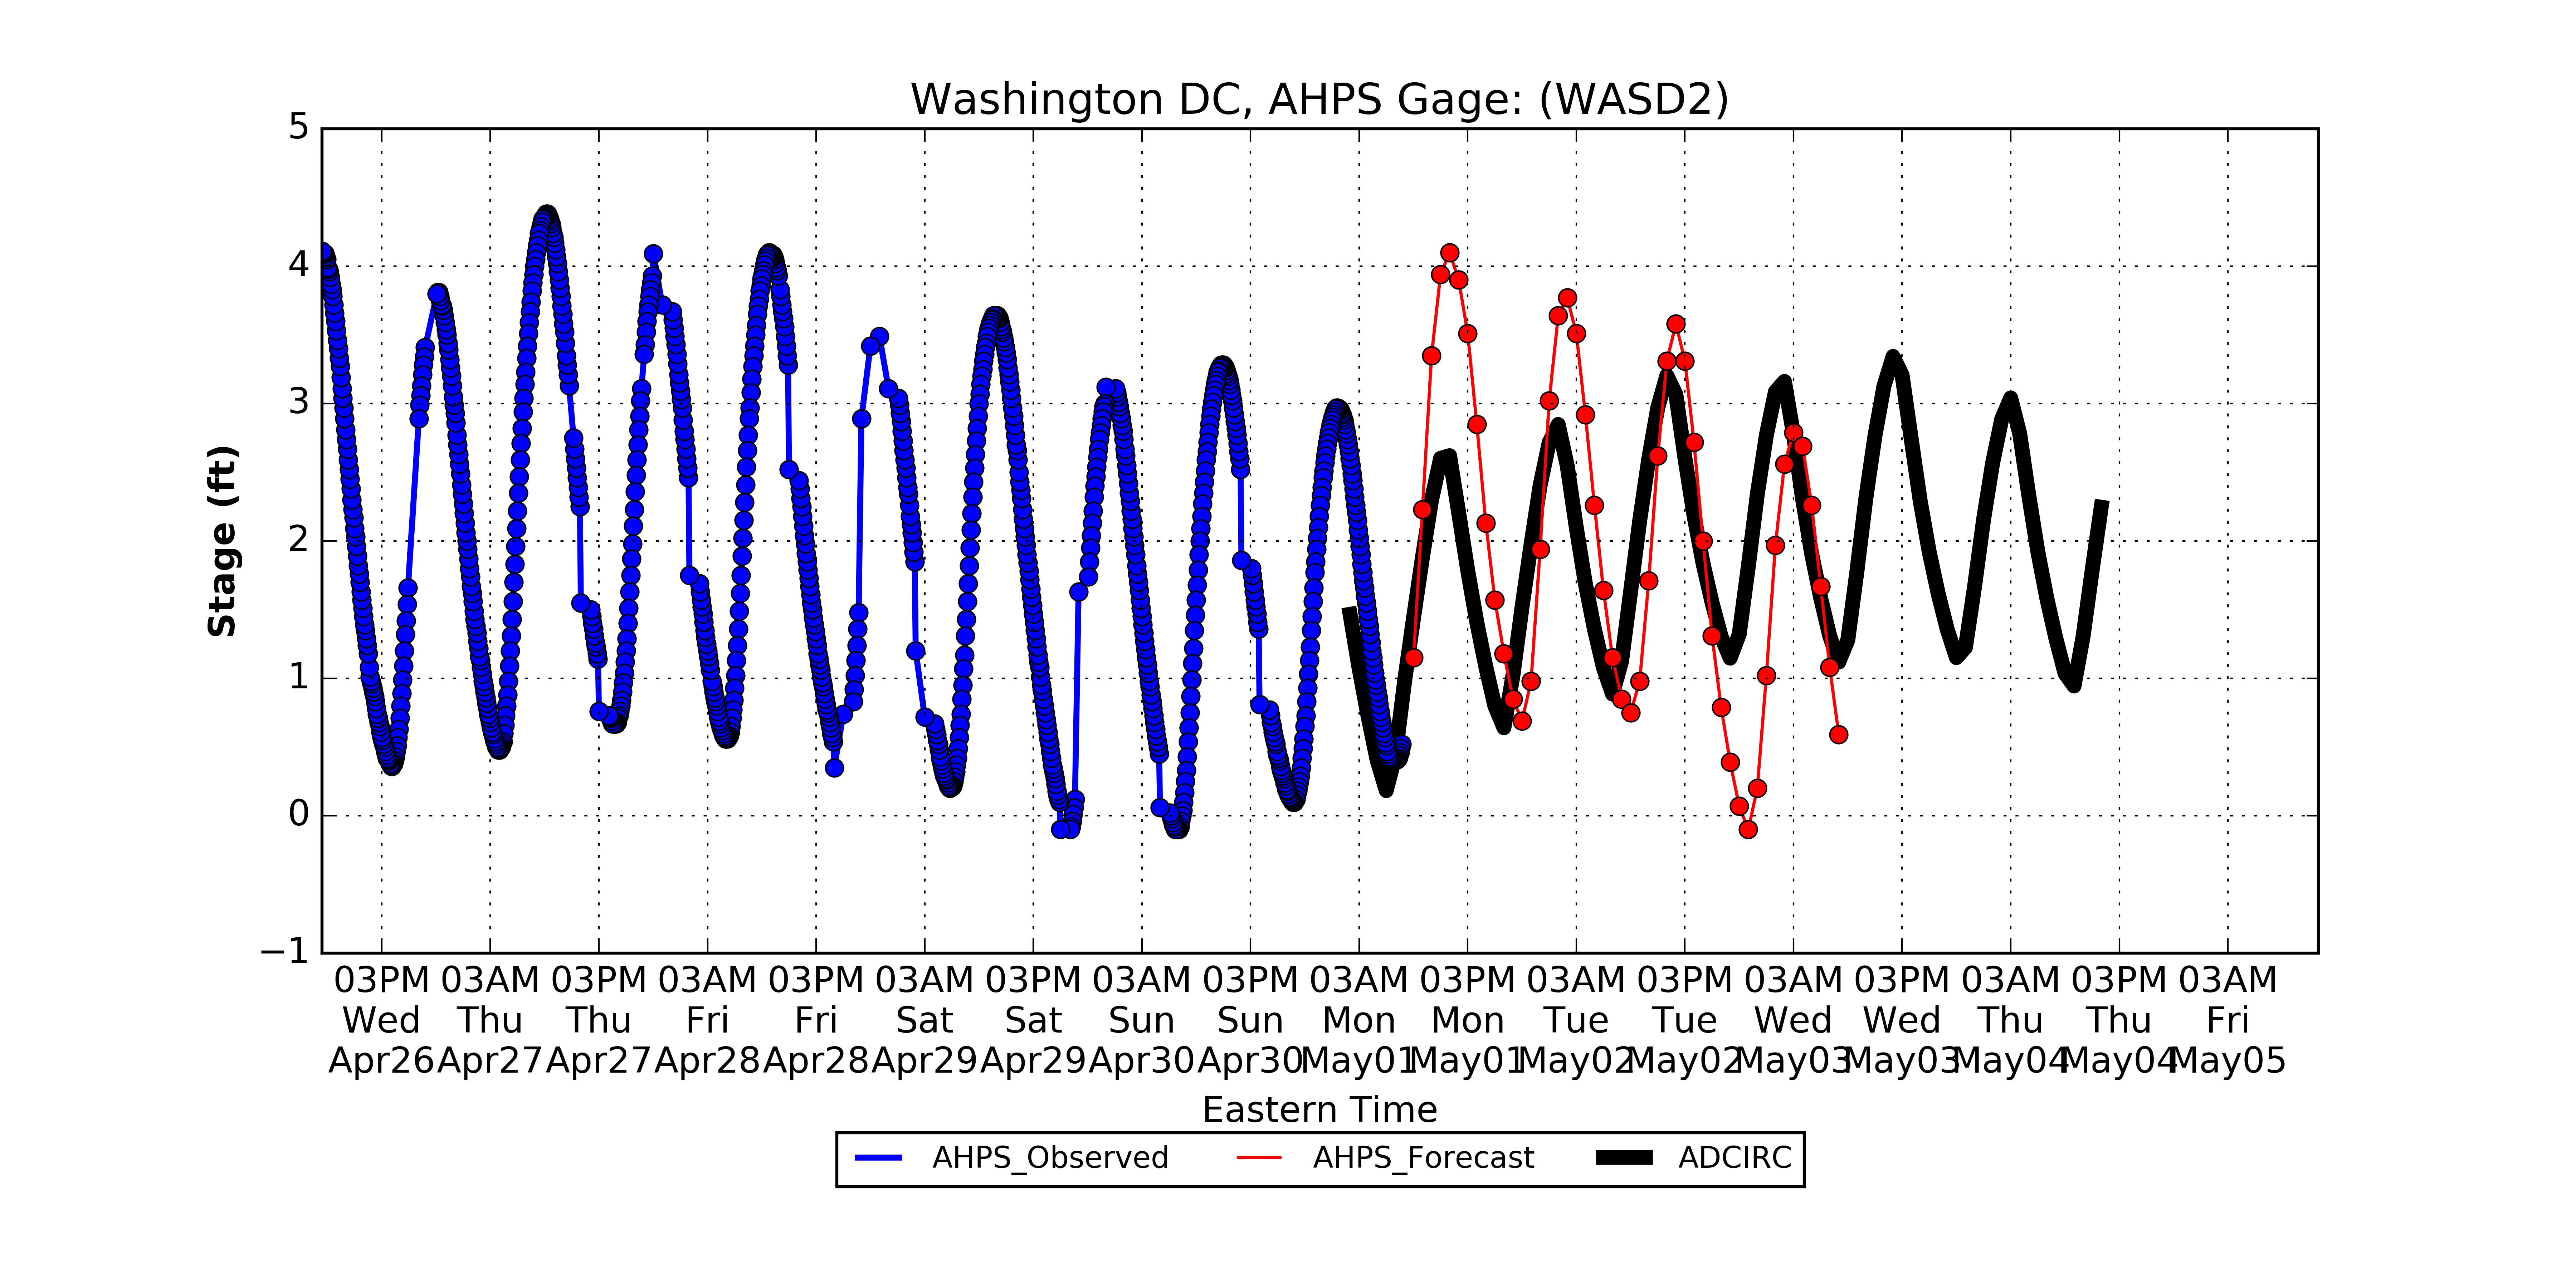 Washington DC, AHPS Gage: (WASD2)
5
4
3
2
1
0
−1
Stage (ft)
03PM 03AM 03PM 03AM 03PM 03AM 03PM 03AM 03PM 03AM 03PM 03AM 03PM 03AM 03PM 03AM 03PM 03AM
Wed Thu Thu Fri Fri Sat Sat Sun Sun Mon Mon Tue Tue Wed Wed Thu Thu Fri
Apr26 Apr27 Apr27 Apr28 Apr28 Apr29 Apr29 Apr30 Apr30 May01 May01 May02 May02 May03 May03 May04 May04 May05
Eastern Time
AHPS_Observed AHPS_Forecast ADCIRC